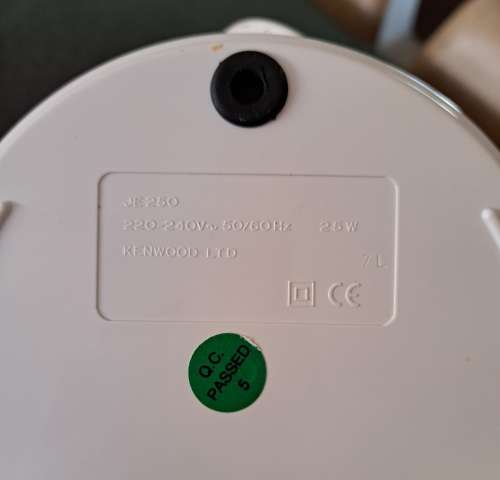 JE250
220-240V~ 50/60Hz 25W
KENWOOD LTD
7L
CE
Q.C.
PASSED
5